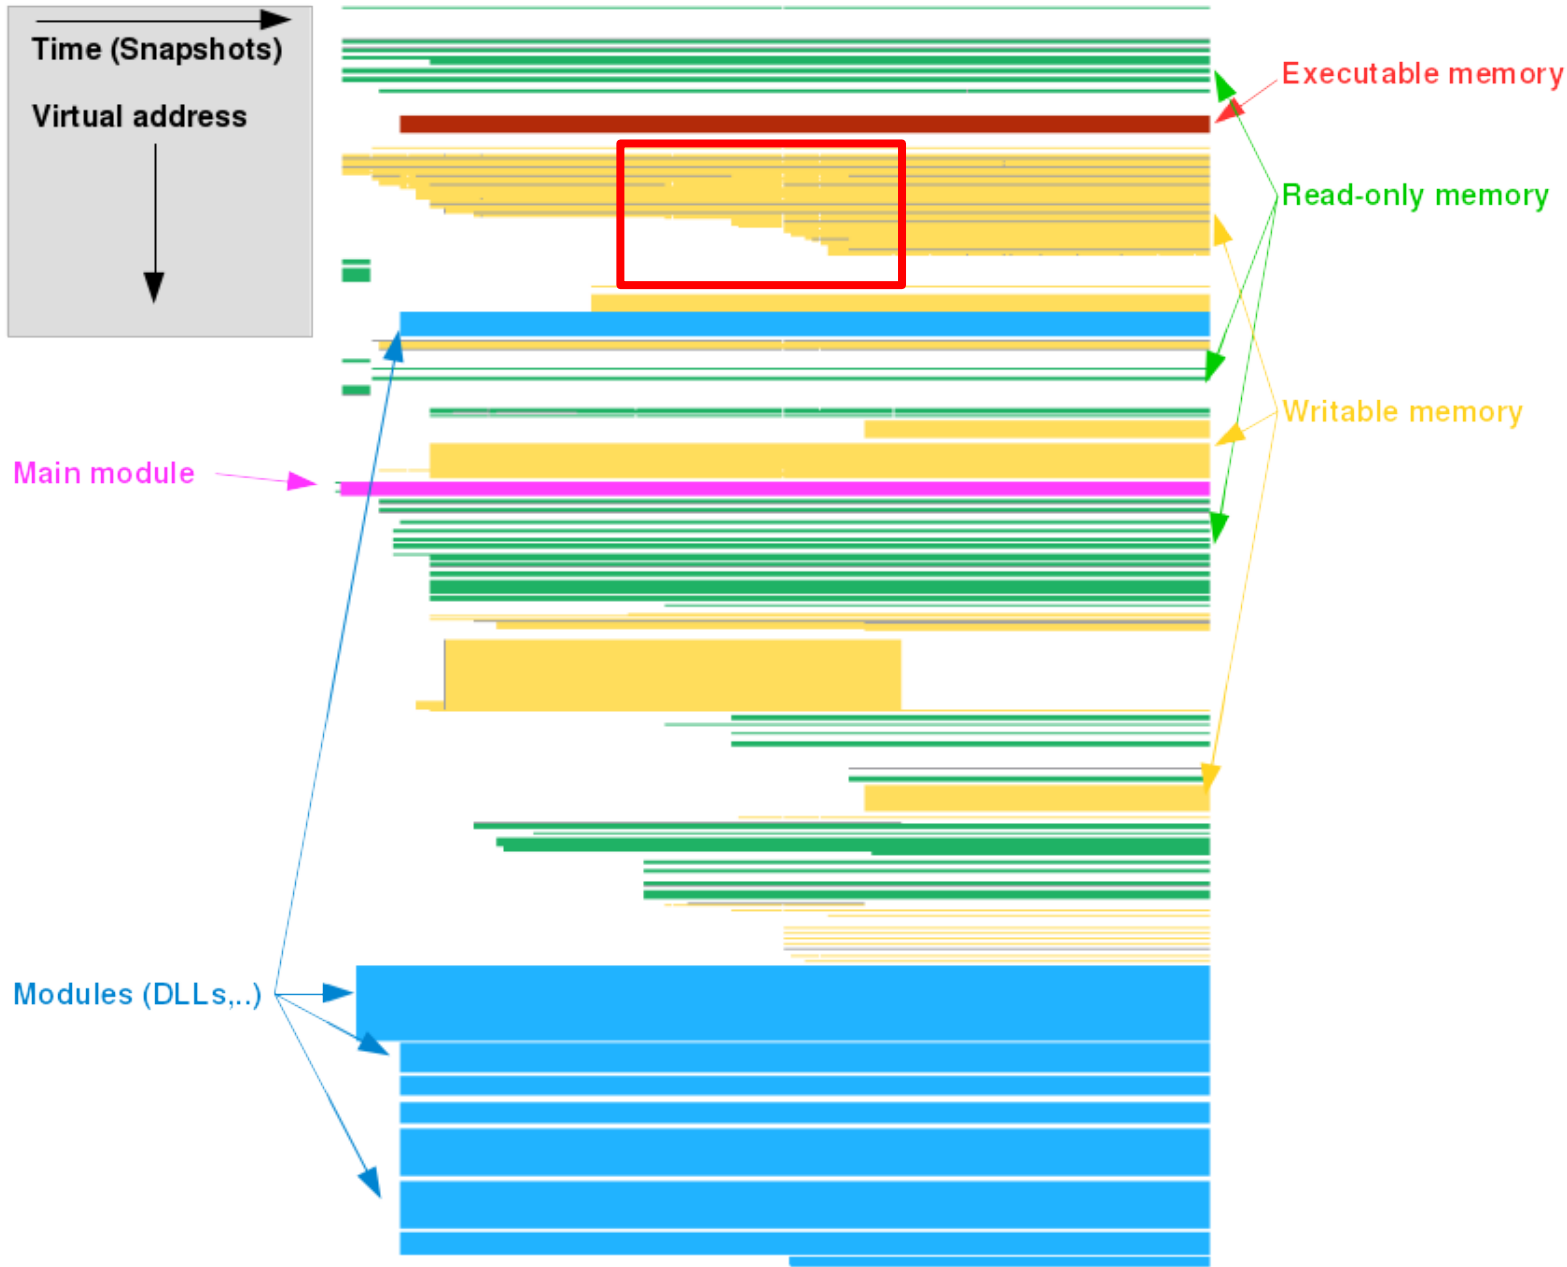 Time (Snapshots)
Virtual address
Executable memory
Read-only memory
Writable memory
Main module
Modules (DLLs,..)